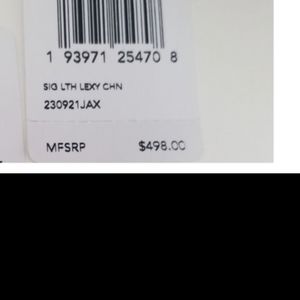 1 93971 25470 8
SIG LTH LEXY CHN
230921JAX
MFSRP $498.00